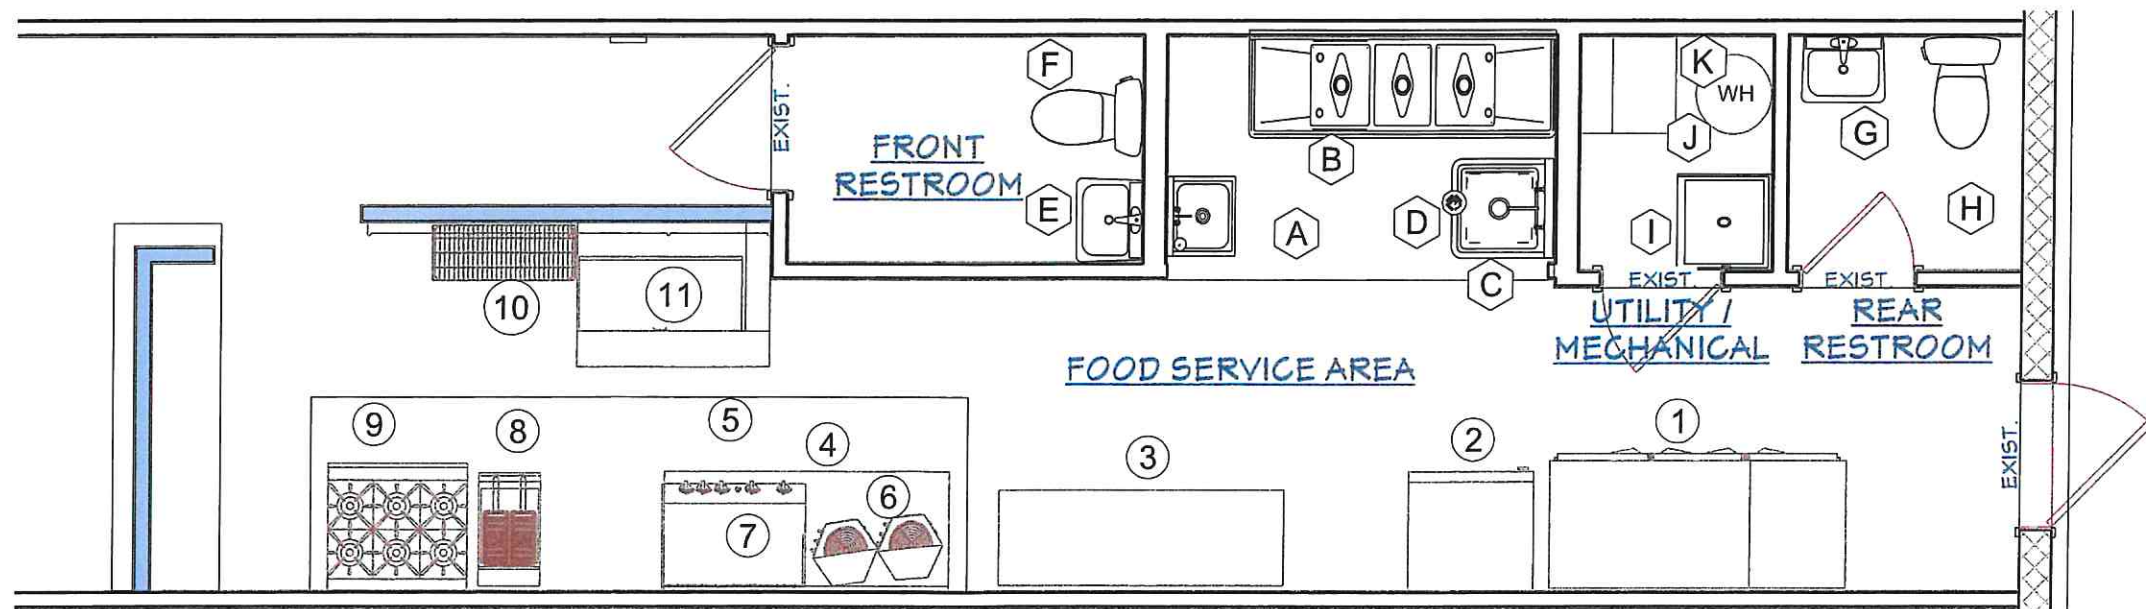 F
K
WH
EXIST.
FRONT
RESTROOM
B
J
G
E
A
D
I
H
C
EXIST.
EXIST.
10
11
UTILITY /
MECHANICAL
REAR
RESTROOM
FOOD SERVICE AREA
9
8
5
4
3
2
1
EXIST.
6
7